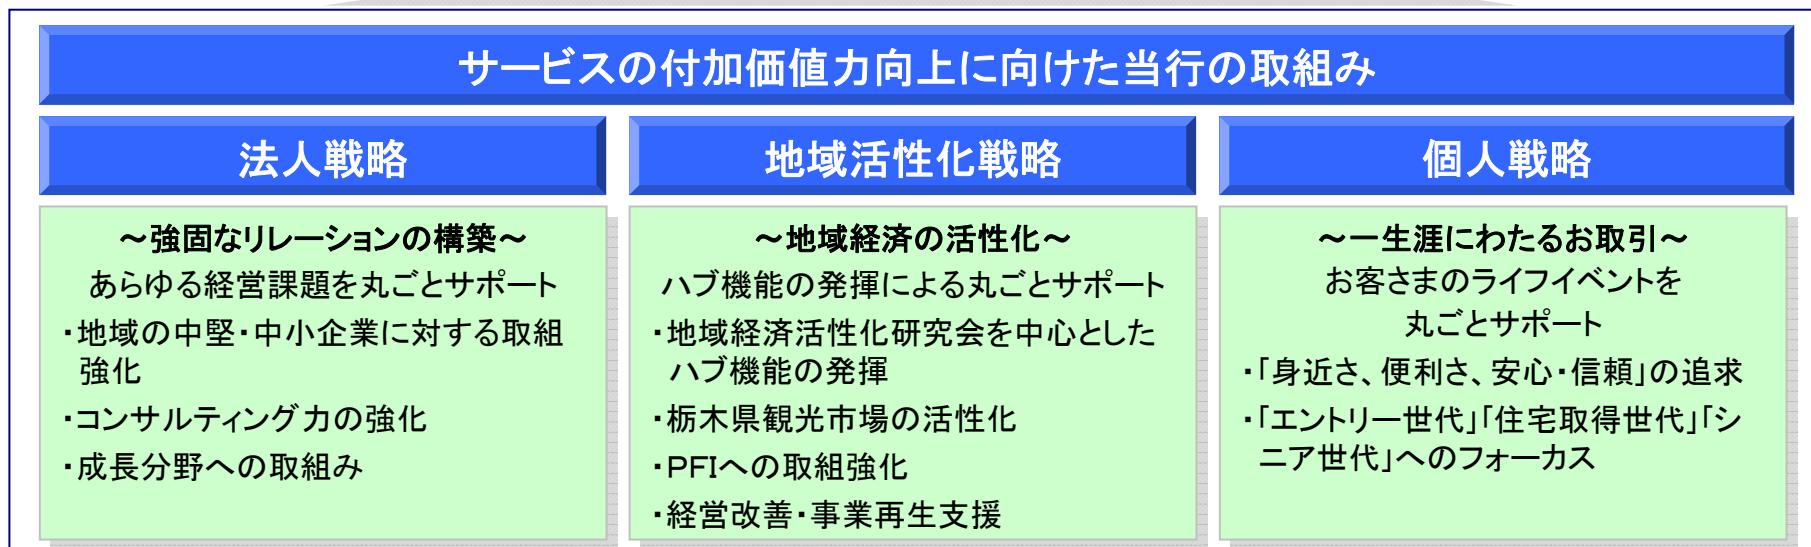 サービスの付加価値力向上に向けた当行の取組み
法人戦略
～強固なリレーションの構築～
あらゆる経営課題を丸ごとサポート
・地域の中堅・中小企業に対する取組
強化
・コンサルティング力の強化
・成長分野への取組み
地域活性化戦略
～地域経済の活性化～
ハブ機能の発揮による丸ごとサポート
・地域経済活性化研究会を中心とした
ハブ機能の発揮
・栃木県観光市場の活性化
・PFIへの取組強化
・経営改善・事業再生支援
個人戦略
～一生涯にわたるお取引～
お客さまのライフイベントを
丸ごとサポート
・「身近さ、便利さ、安心・信頼」の追求
・「エントリー世代」「住宅取得世代」「シ
ニア世代」へのフォーカス